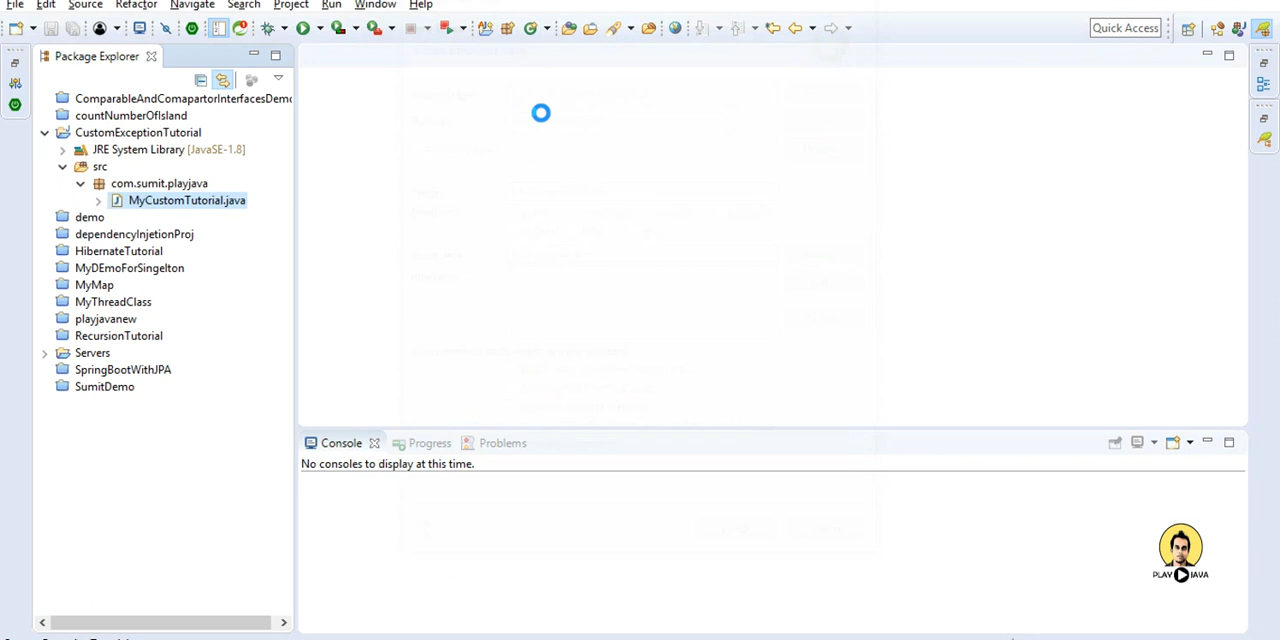 File Edit Source Refactor Navigate Search Project Run Window Help
Quick Access
Package Explorer
ComparableAndComapartorInterfacesDemo
countNumberOfIsland
CustomExceptionTutorial
JRE System Library [JavaSE-1.8]
src
com.sumit.playjava
MyCustomTutorial.java
demo
dependencyInjetionProj
HibernateTutorial
MyDEmoForSingelton
MyMap
MyThreadClass
playjavanew
RecursionTutorial
Servers
SpringBootWithJPA
SumitDemo
Console Progress Problems
No consoles to display at this time.
PLAY JAVA